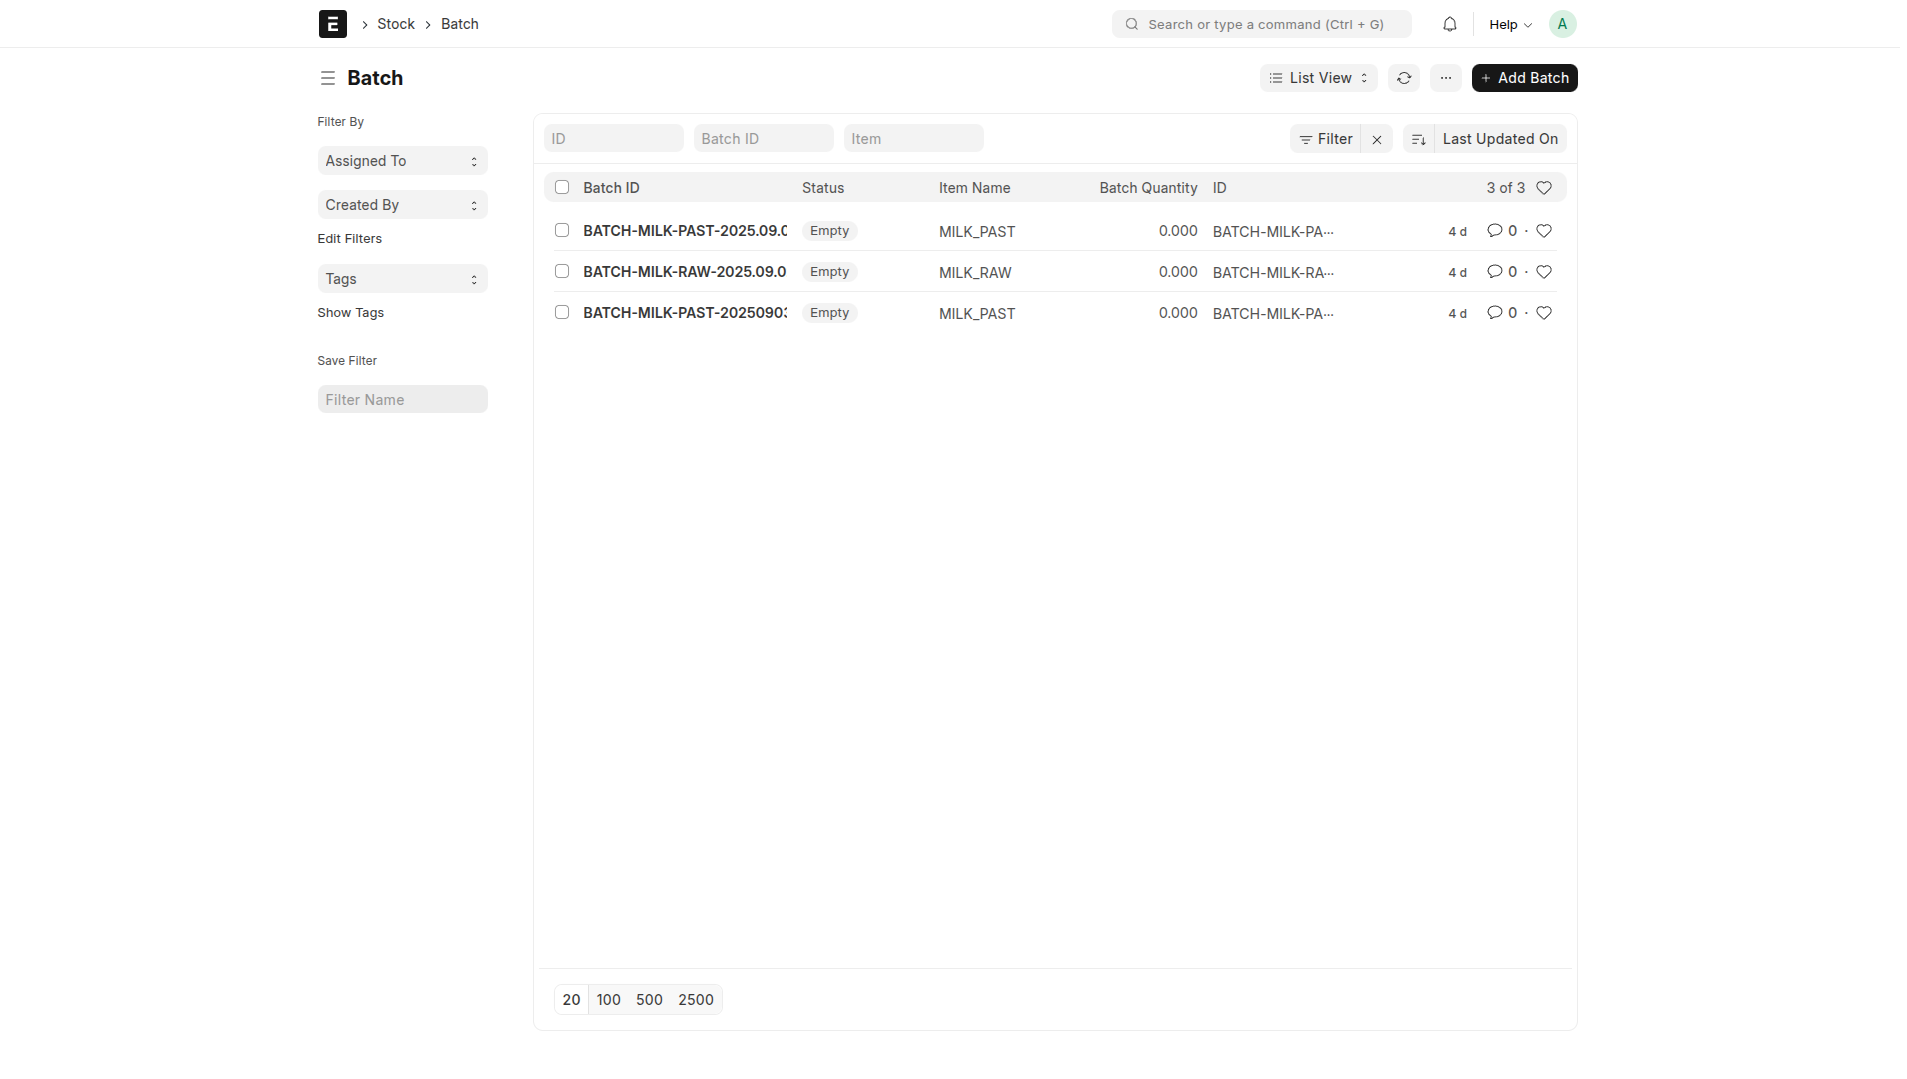 Stock
Batch
Search or type a command (Ctrl + G)
Help
A
Batch
List View
Add Batch
Filter By
Assigned To
Created By
Edit Filters
Tags
Show Tags
Save Filter
Filter Name
ID
Batch ID
Item
Filter
Last Updated On
Batch ID Status Item Name Batch Quantity ID 3 of 3
BATCH-MILK-PAST-2025.09.0 Empty MILK_PAST 0.000 BATCH-MILK-PA··· 4 d 0 ·
BATCH-MILK-RAW-2025.09.0 Empty MILK_RAW 0.000 BATCH-MILK-RA··· 4 d 0 ·
BATCH-MILK-PAST-20250903 Empty MILK_PAST 0.000 BATCH-MILK-PA··· 4 d 0 ·
20 100 500 2500